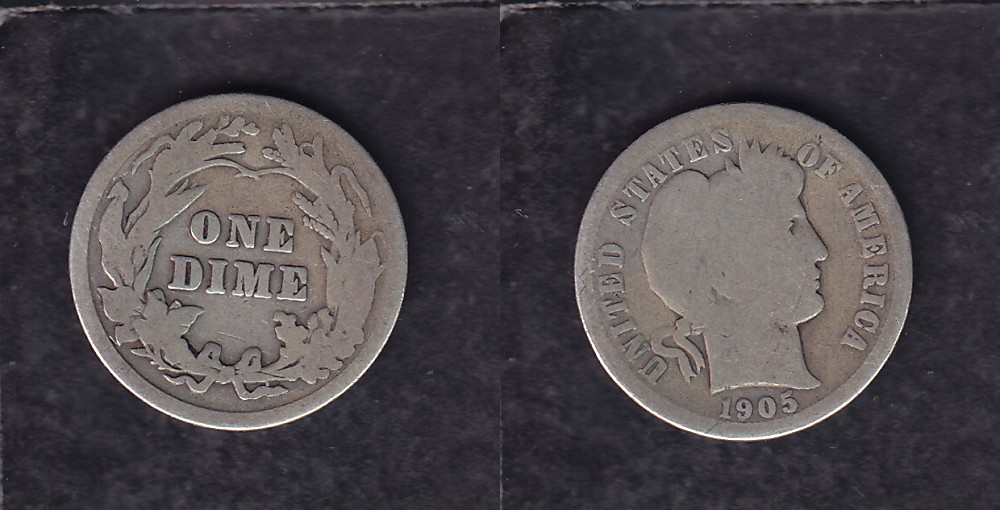 ONE
DIME
UNITED STATES OF AMERICA
1905